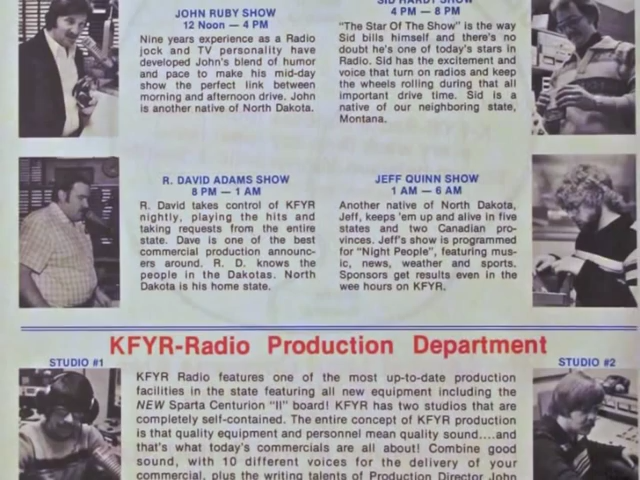 JOHN RUBY SHOW
12 Noon — 4 PM
Nine years experience as a Radio
jock and TV personality have
developed John's blend of humor
and pace to make his mid-day
show the perfect link between
morning and afternoon drive. John
is another native of North Dakota.
SID HARDY SHOW
4 PM — 8 PM
"The Star Of The Show" is the way
Sid bills himself and there's no
doubt he's one of today's stars in
Radio. Sid has the excitement and
voice that turn on radios and keep
the wheels rolling during that all
important drive time. Sid is a
native of our neighboring state,
Montana.
R. DAVID ADAMS SHOW
8 PM — 1 AM
R. David takes control of KFYR
nightly, playing the hits and
taking requests from the entire
state. Dave is one of the best
commercial production announc-
ers around. R. D. knows the
people in the Dakotas. North
Dakota is his home state.
JEFF QUINN SHOW
1 AM — 6 AM
Another native of North Dakota,
Jeff, keeps 'em up and alive in five
states and two Canadian pro-
vinces. Jeff's show is programmed
for "Night People", featuring mus-
ic, news, weather and sports.
Sponsors get results even in the
wee hours on KFYR.
KFYR-Radio Production Department
STUDIO #1
STUDIO #2
KFYR Radio features one of the most up-to-date production
facilities in the state featuring all new equipment including the
NEW Sparta Centurion "II" board! KFYR has two studios that are
completely self-contained. The entire concept of KFYR production
is that quality equipment and personnel mean quality sound....and
that's what today's commercials are all about! Combine good
sound, with 10 different voices for the delivery of your
commercial, plus the writing talents of Production Director John